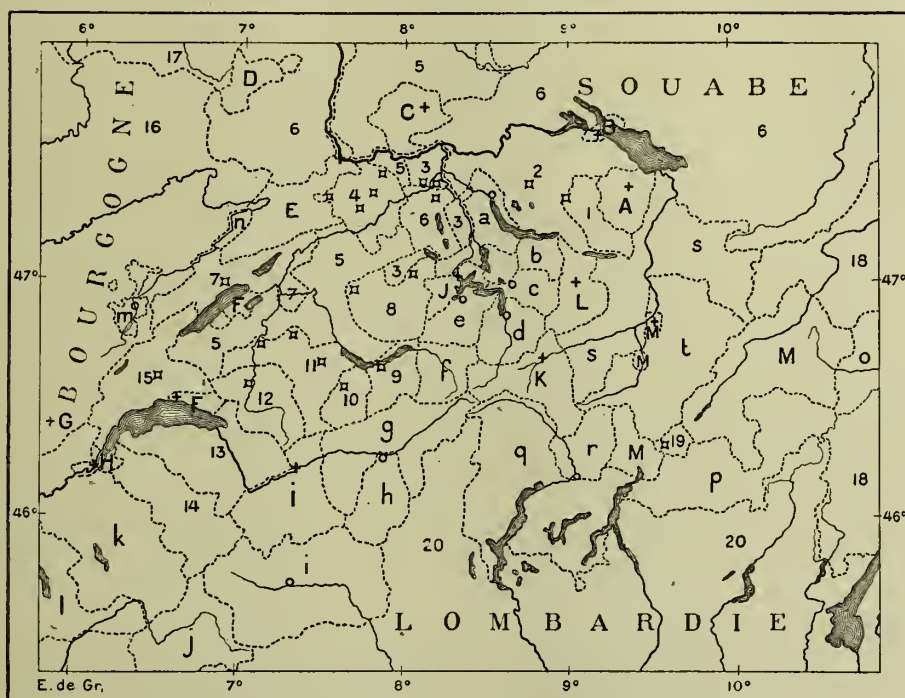 6° 7° 8° 9° 10°
17 5 SOUABE
D
C 6
16 6 B 6
BOURGOGNE
5 3 2
4 A
E 1
n 6 3 a
s
47° 5 b 47°
7 3 c 18
F 7 J L
m 8 e d M t
5 s M M o
11 9 f K
15 10
12
F
G g 19
13 q r M p
H
i h 18
46° 14 46°
k i 20 20
l
J LOMBARDIE
E. de Gr,
7° 8° 9° 10°